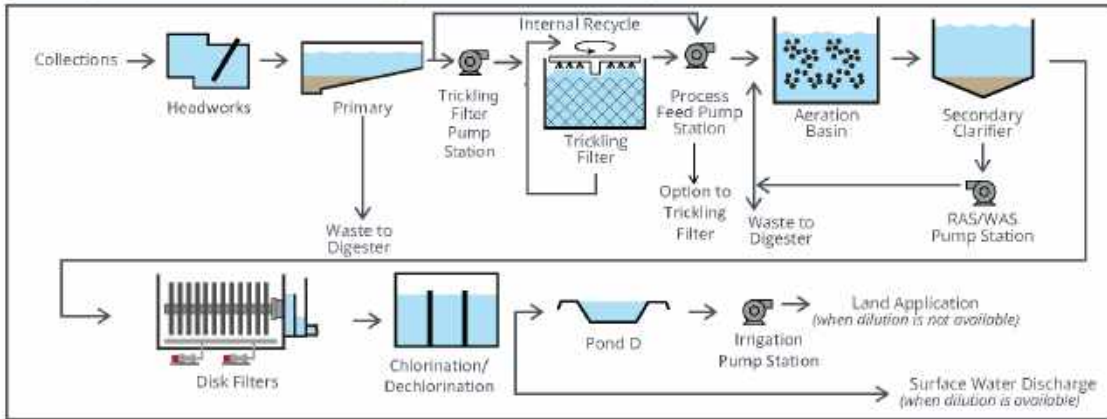 Internal Recycle
Collections
Headworks
Primary
Trickling
Filter
Pump
Station
Trickling
Filter
Process
Feed Pump
Station
Aeration
Basin
Secondary
Clarifier
Option to
Trickling
Filter
Waste to
Digester
Waste to
Digester
RAS/WAS
Pump Station
Disk Filters
Chlorination/
Dechlorination
Pond D
Irrigation
Pump Station
Land Application
(when dilution is not available)
Surface Water Discharge
(when dilution is available)